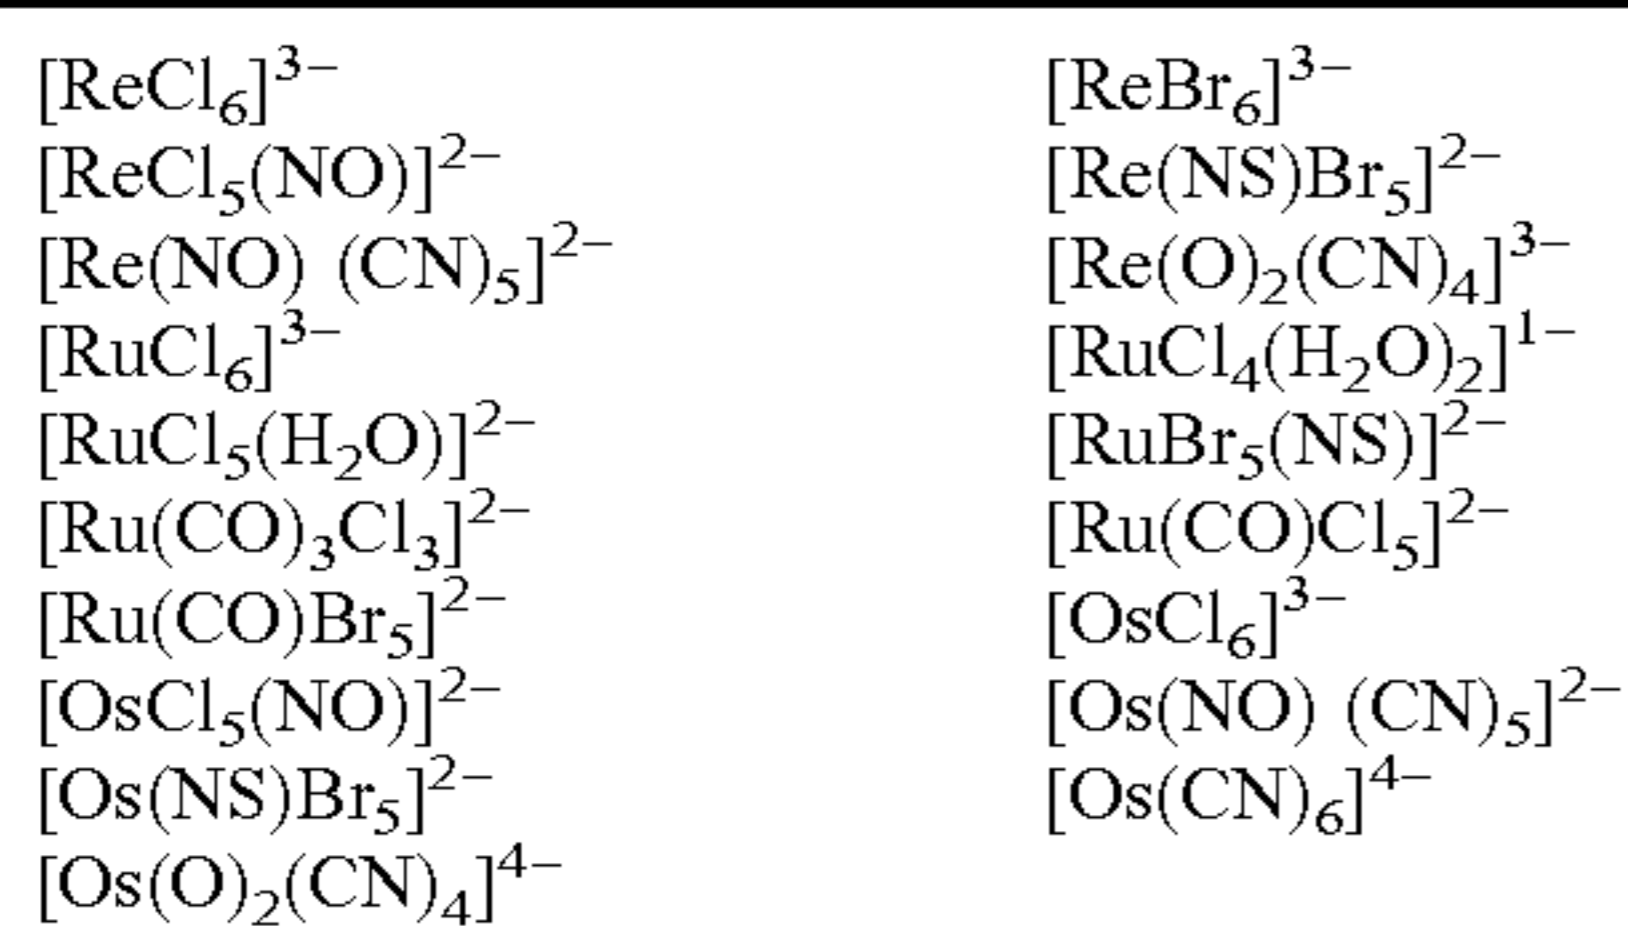 [ReCl₆]³⁻ [ReBr₆]³⁻
[ReCl₅(NO)]²⁻ [Re(NS)Br₅]²⁻
[Re(NO) (CN)₅]²⁻ [Re(O)₂(CN)₄]³⁻
[RuCl₆]³⁻ [RuCl₄(H₂O)₂]¹⁻
[RuCl₅(H₂O)]²⁻ [RuBr₅(NS)]²⁻
[Ru(CO)₃Cl₃]²⁻ [Ru(CO)Cl₅]²⁻
[Ru(CO)Br₅]²⁻ [OsCl₆]³⁻
[OsCl₅(NO)]²⁻ [Os(NO) (CN)₅]²⁻
[Os(NS)Br₅]²⁻ [Os(CN)₆]⁴⁻
[Os(O)₂(CN)₄]⁴⁻